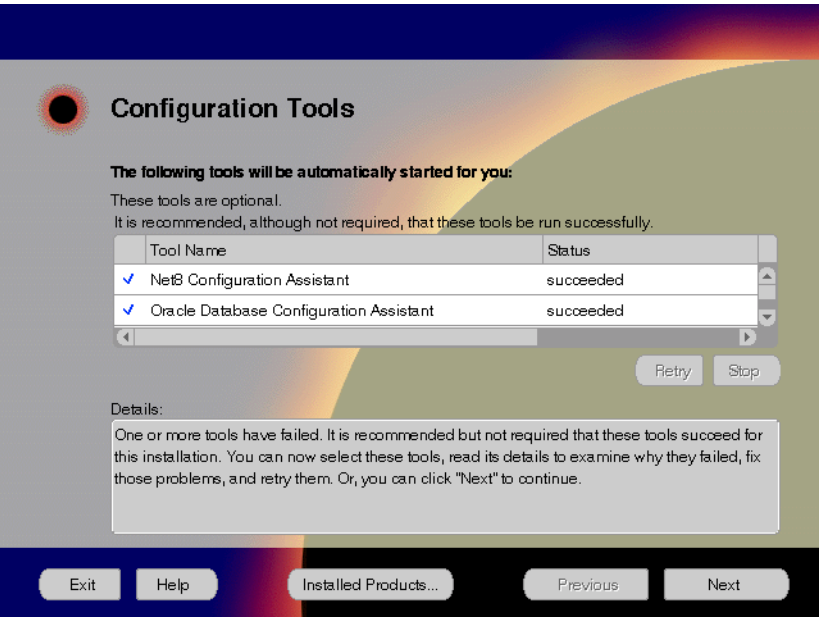 Configuration Tools
The following tools will be automatically started for you:
These tools are optional.
It is recommended, although not required, that these tools be run successfully.
Tool Name Status
Net8 Configuration Assistant succeeded
Oracle Database Configuration Assistant succeeded
Retry Stop
Details:
One or more tools have failed. It is recommended but not required that these tools succeed for
this installation. You can now select these tools, read its details to examine why they failed, fix
those problems, and retry them. Or, you can click "Next" to continue.
Exit Help Installed Products... Previous Next